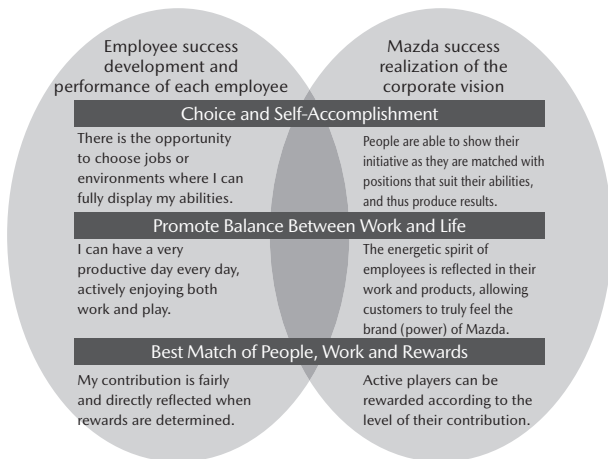 Employee success
development and
performance of each employee
Mazda success
realization of the
corporate vision
Choice and Self-Accomplishment
There is the opportunity
to choose jobs or
environments where I can
fully display my abilities.
People are able to show their
initiative as they are matched with
positions that suit their abilities,
and thus produce results.
Promote Balance Between Work and Life
I can have a very
productive day every day,
actively enjoying both
work and play.
The energetic spirit of
employees is reflected in their
work and products, allowing
customers to truly feel the
brand (power) of Mazda.
Best Match of People, Work and Rewards
My contribution is fairly
and directly reflected when
rewards are determined.
Active players can be
rewarded according to the
level of their contribution.